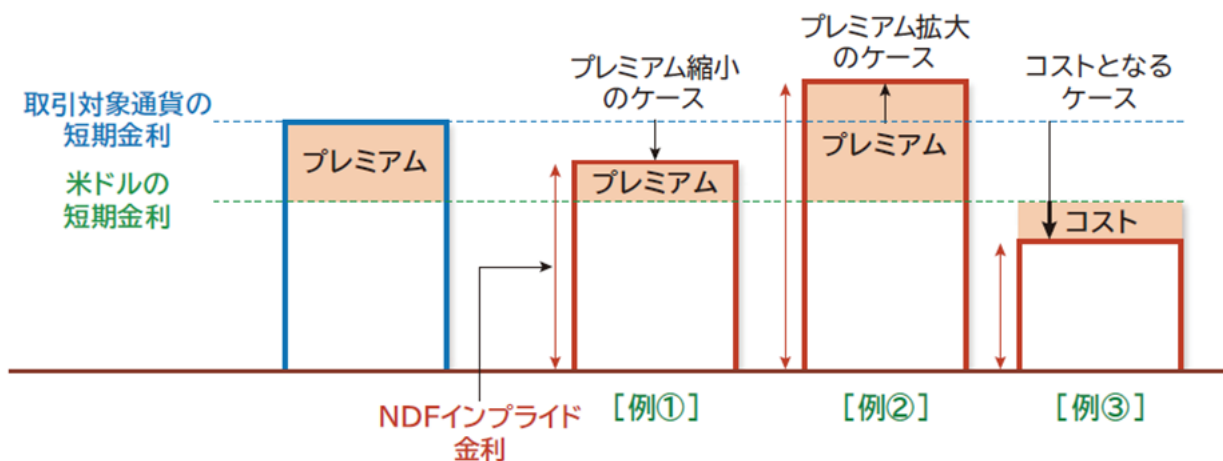 プレミアム拡大
のケース
プレミアム縮小
のケース
コストとなる
ケース
取引対象通貨の
短期金利
プレミアム
プレミアム
プレミアム
米ドルの
短期金利
コスト
NDFインプライド
金利
[例①]
[例②]
[例③]